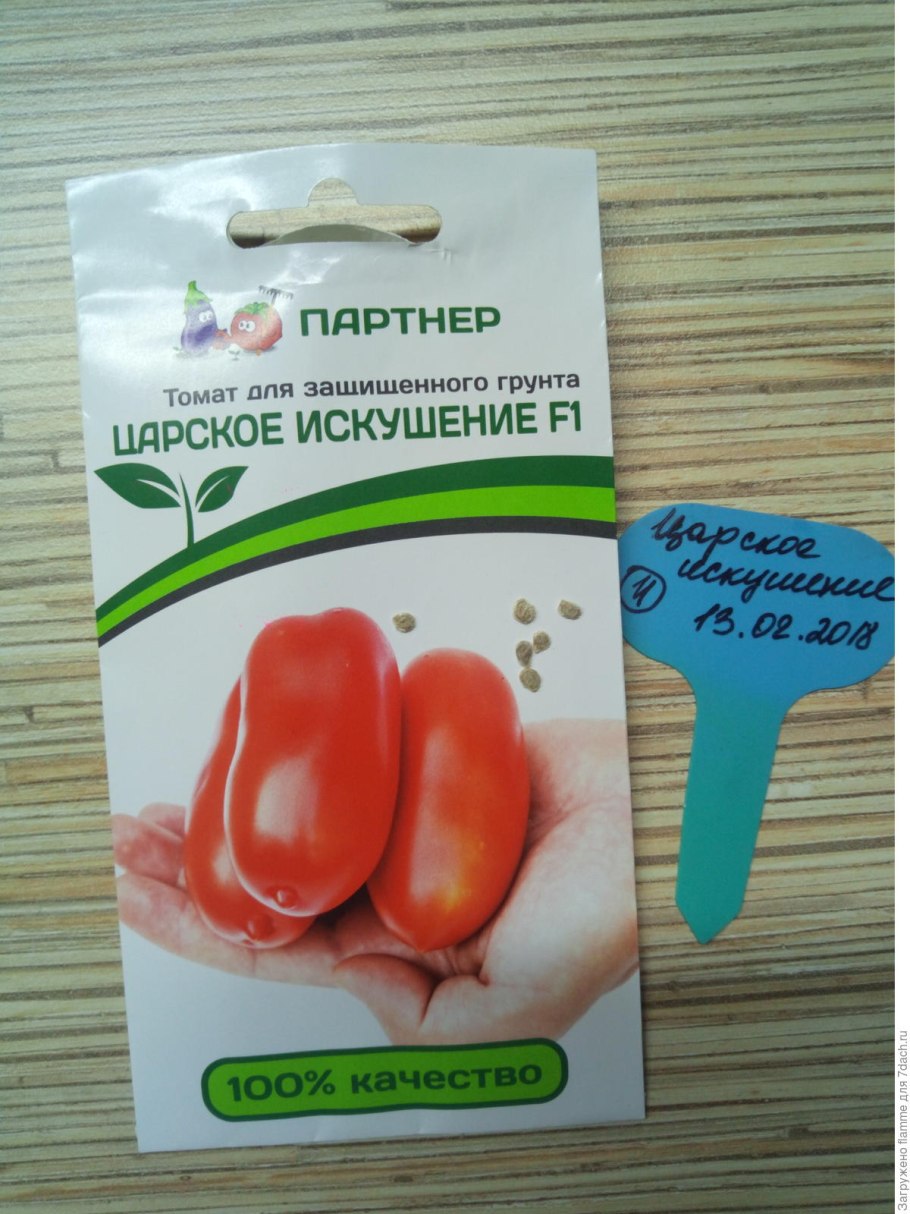 ПАРТНЕР
Томат для защищенного грунта
ЦАРСКОЕ ИСКУШЕНИЕ F1
Царское
искушение
11
13.02.2018
100% качество
Загружено flamme для 7dach.ru